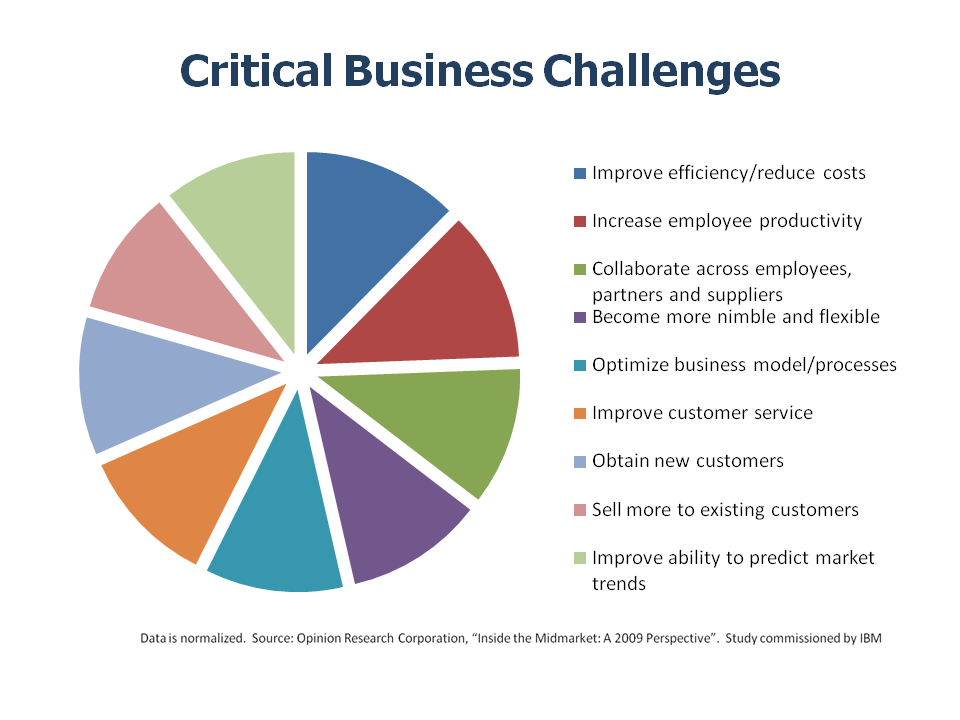 Critical Business Challenges
Improve efficiency/reduce costs
Increase employee productivity
Collaborate across employees,
partners and suppliers
Become more nimble and flexible
Optimize business model/processes
Improve customer service
Obtain new customers
Sell more to existing customers
Improve ability to predict market
trends
Data is normalized.  Source: Opinion Research Corporation, “Inside the Midmarket: A 2009 Perspective”.  Study commissioned by IBM